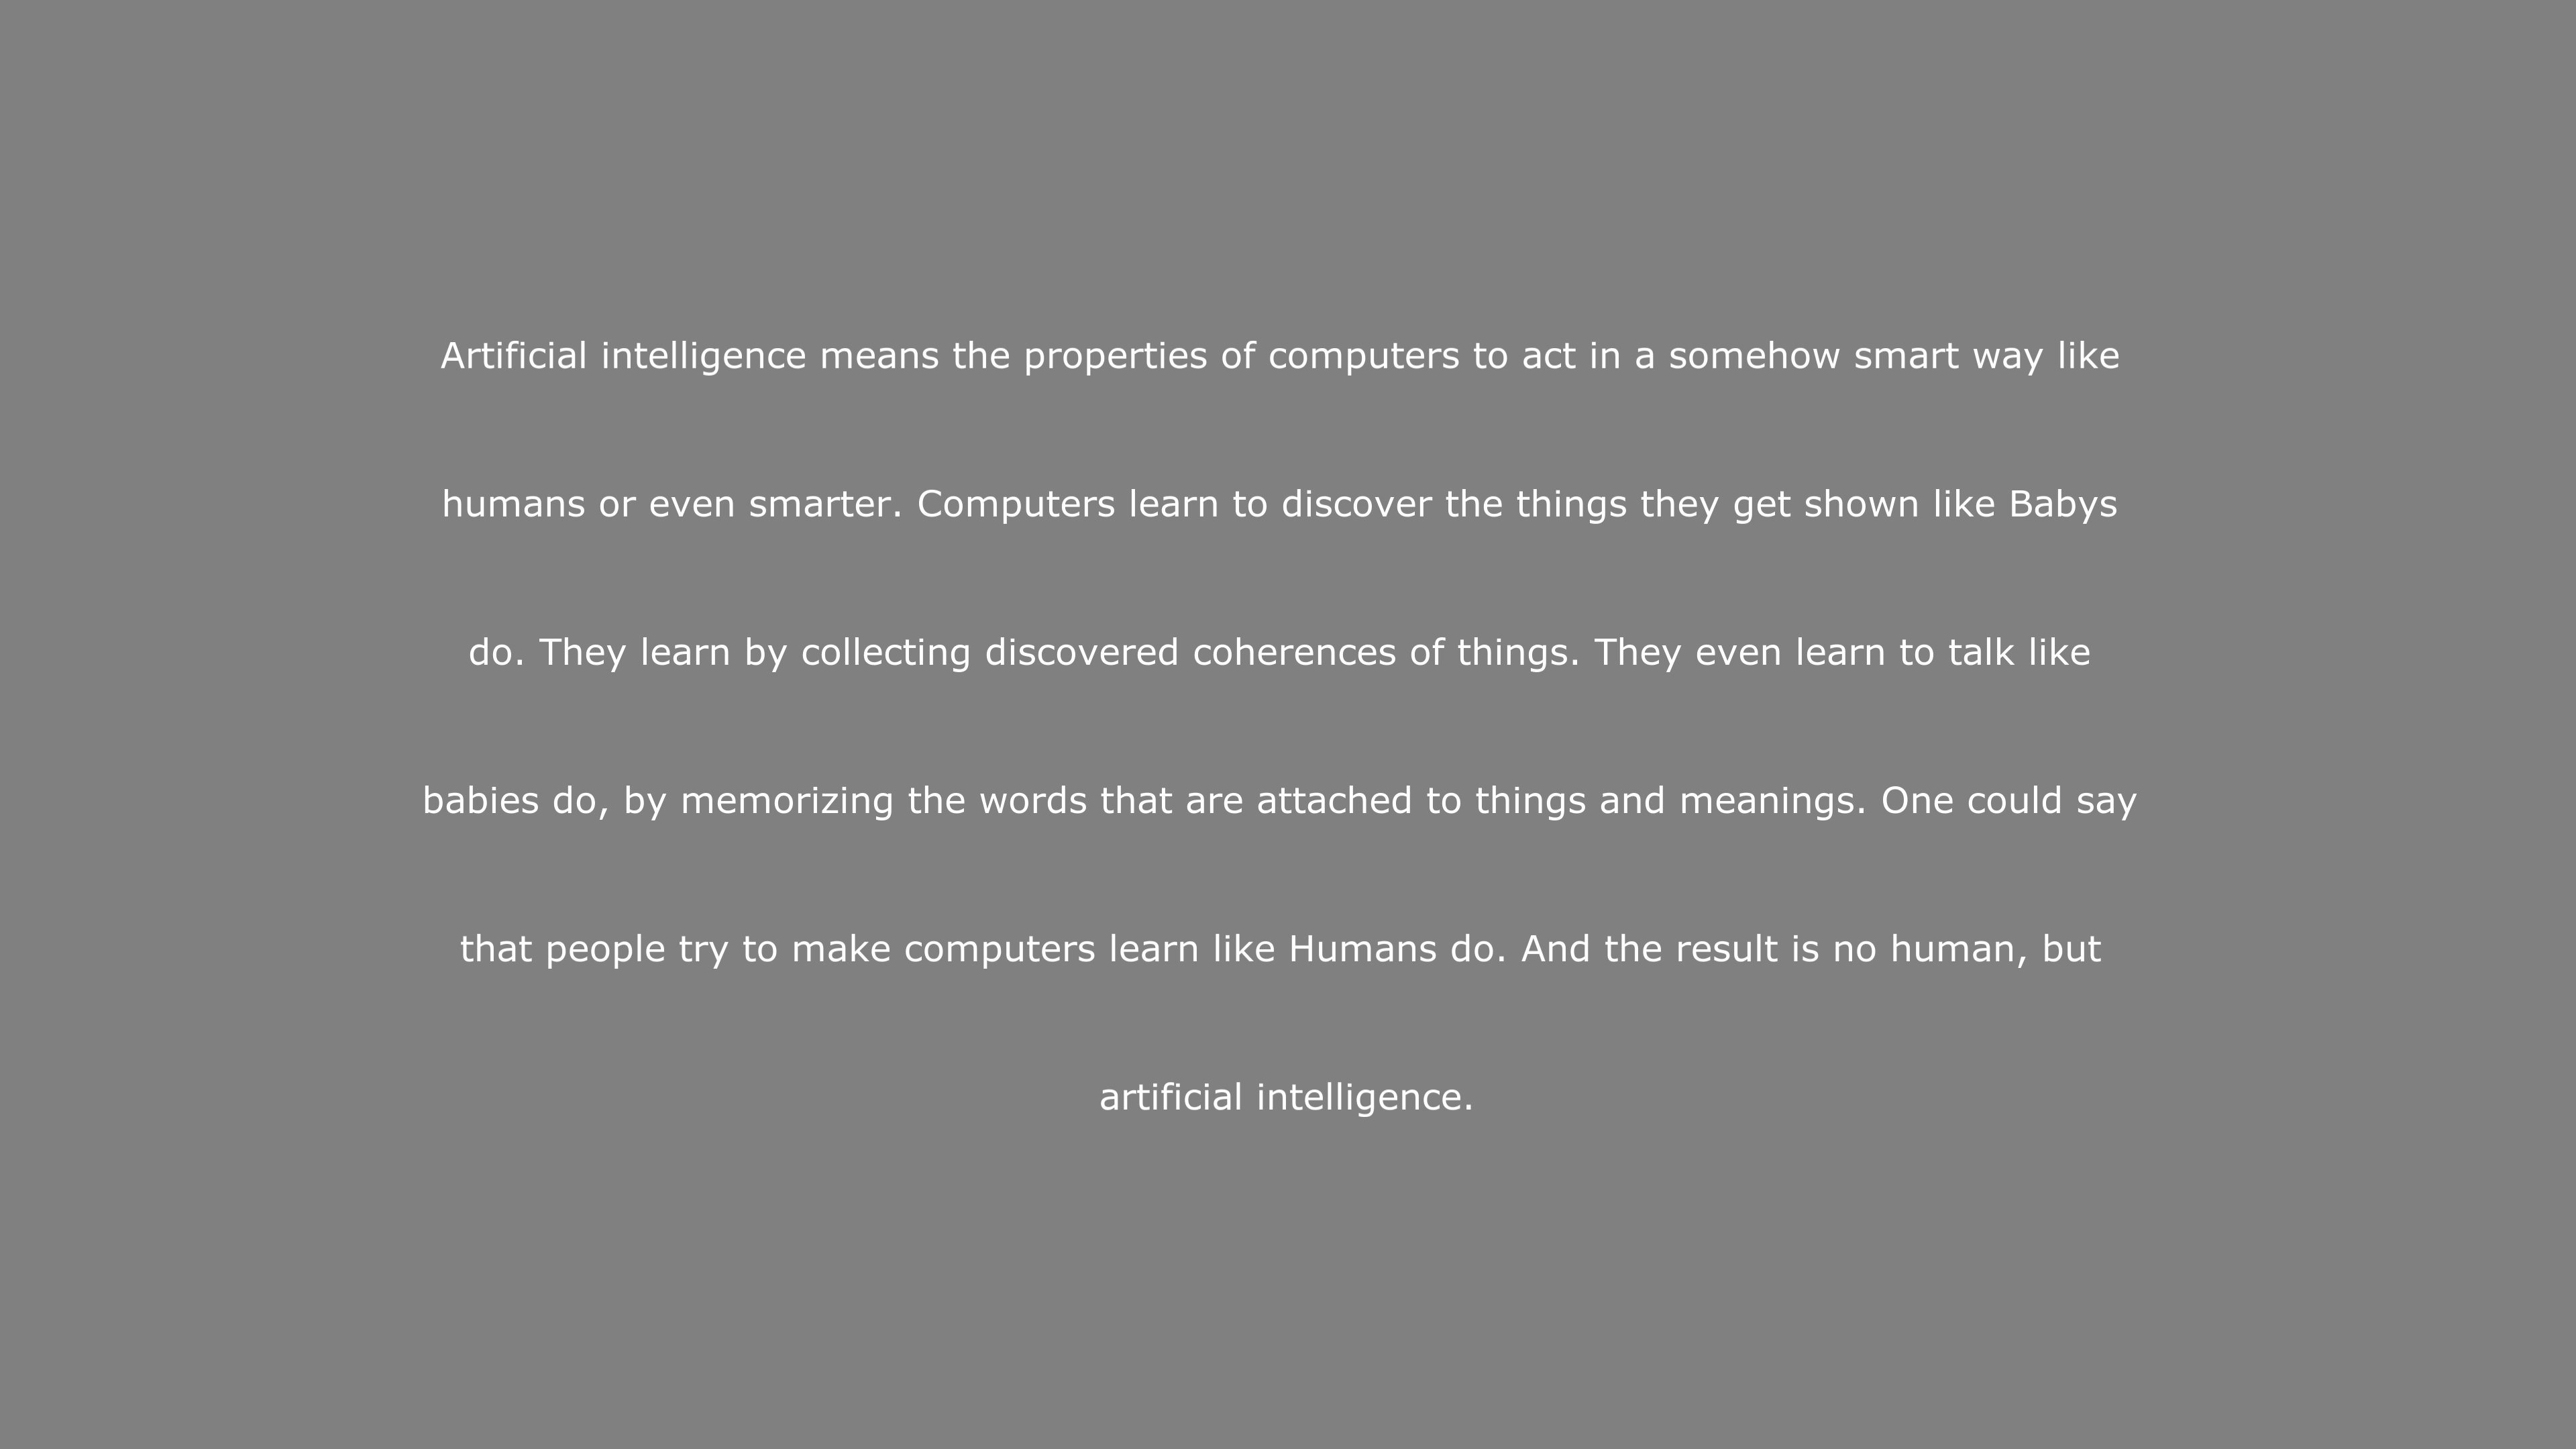 Artificial intelligence means the properties of computers to act in a somehow smart way like
humans or even smarter. Computers learn to discover the things they get shown like Babys
do. They learn by collecting discovered coherences of things. They even learn to talk like
babies do, by memorizing the words that are attached to things and meanings. One could say
that people try to make computers learn like Humans do. And the result is no human, but
artificial intelligence.